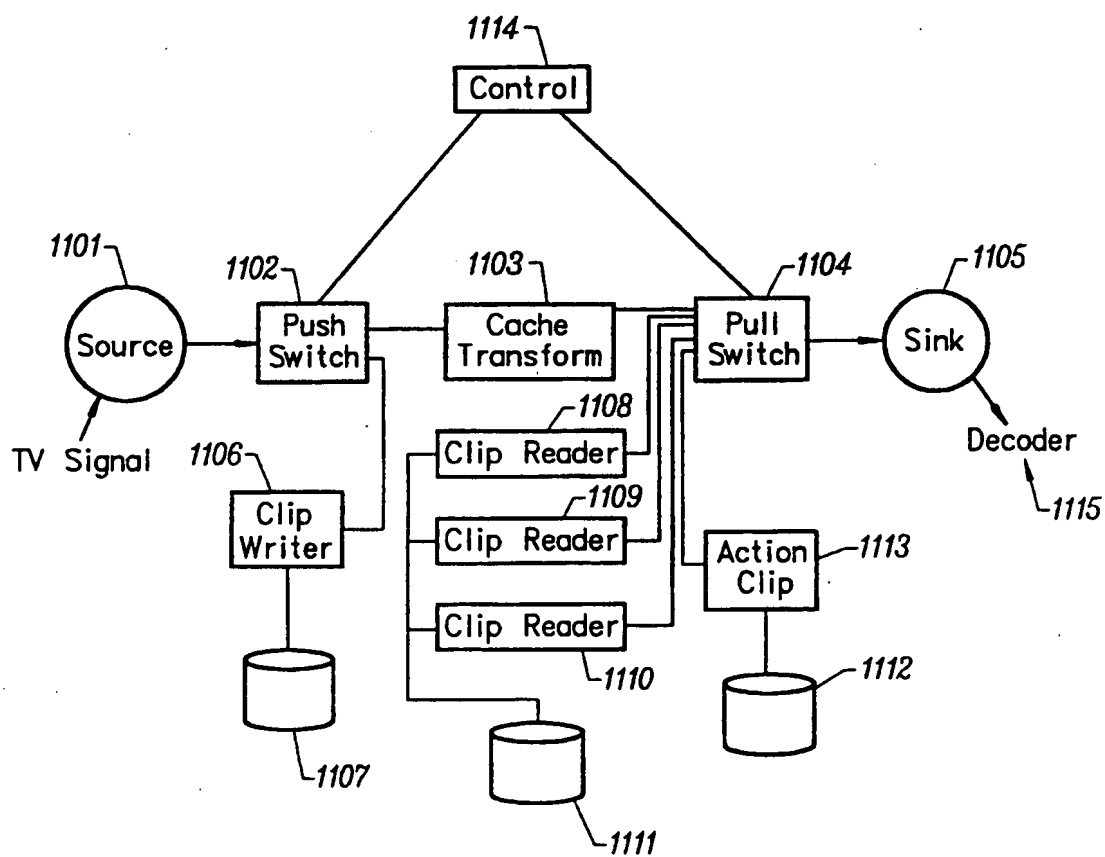 1114
Control
1101
1102
1103
1104
1105
Source
Push
Switch
Cache
Transform
Pull
Switch
Sink
TV Signal
Decoder
1115
1106
Clip
Writer
1108
Clip Reader
1109
Clip Reader
Clip Reader
1110
Action
Clip
1113
1107
1111
1112